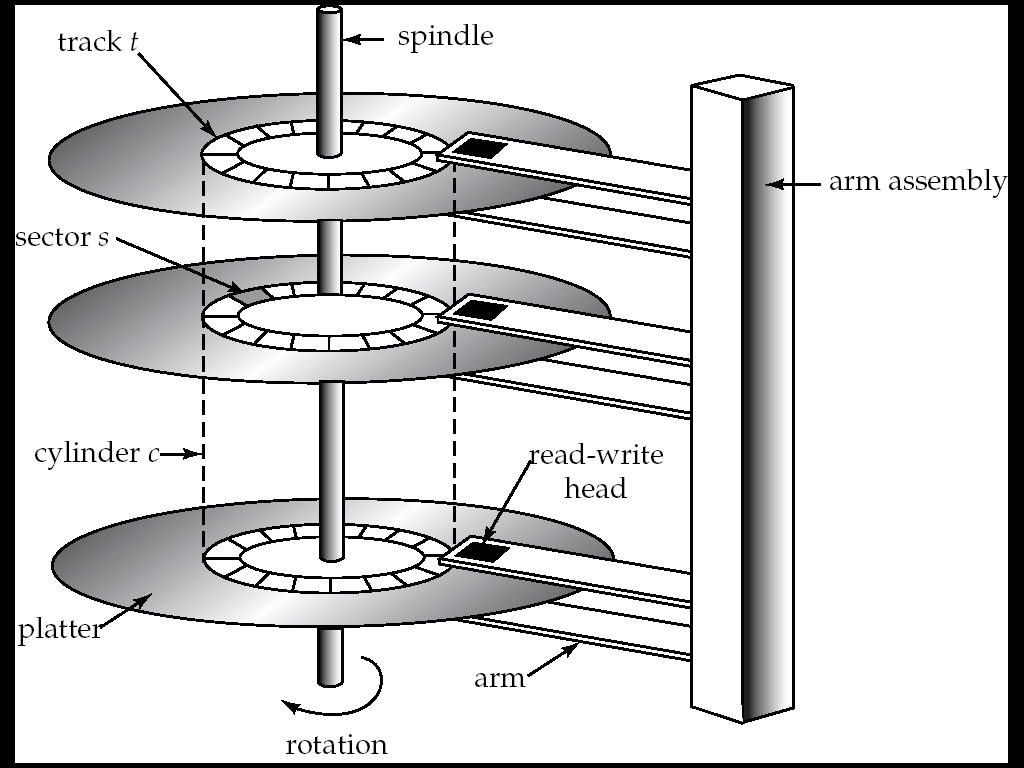 track t
spindle
arm assembly
sector s
cylinder c
read-write
head
platter
arm
rotation